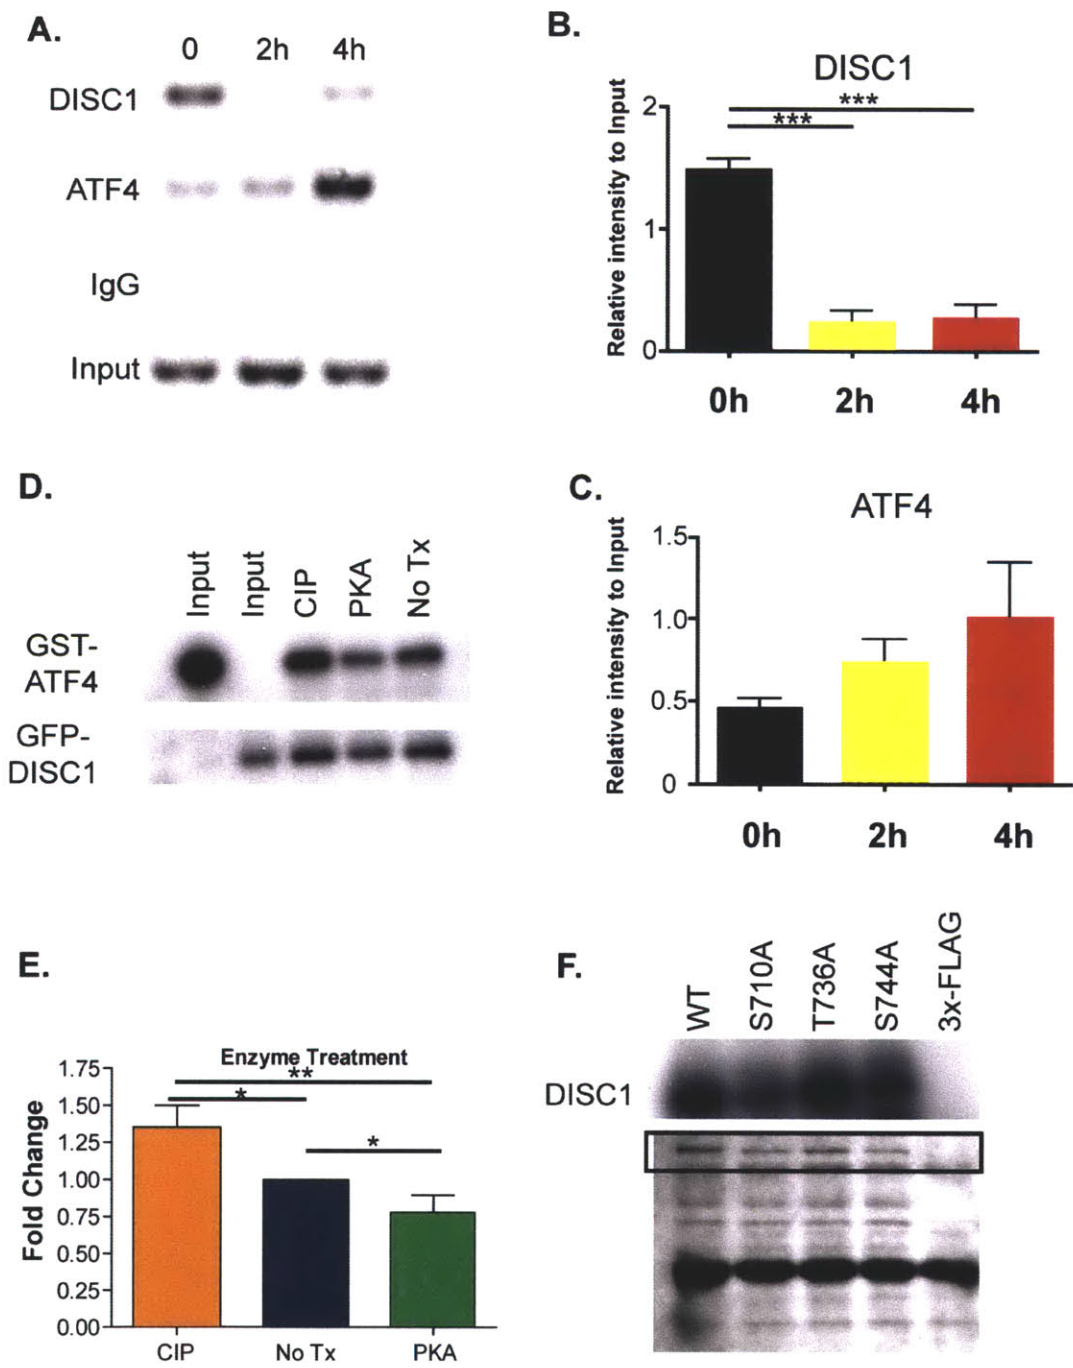 A.
0 2h 4h
DISC1
ATF4
IgG
Input
B.
DISC1
Relative intensity to Input
2
1
0
***
***
0h 2h 4h
D.
Input Input CIP PKA No Tx
GST-
ATF4
GFP-
DISC1
C.
ATF4
Relative intensity to Input
1.5
1.0
0.5
0
0h 2h 4h
E.
Enzyme Treatment
Fold Change
1.75
1.50
1.25
1.00
0.75
0.50
0.25
0.00
**
*
*
CIP No Tx PKA
F.
WT S710A T736A S744A 3x-FLAG
DISC1